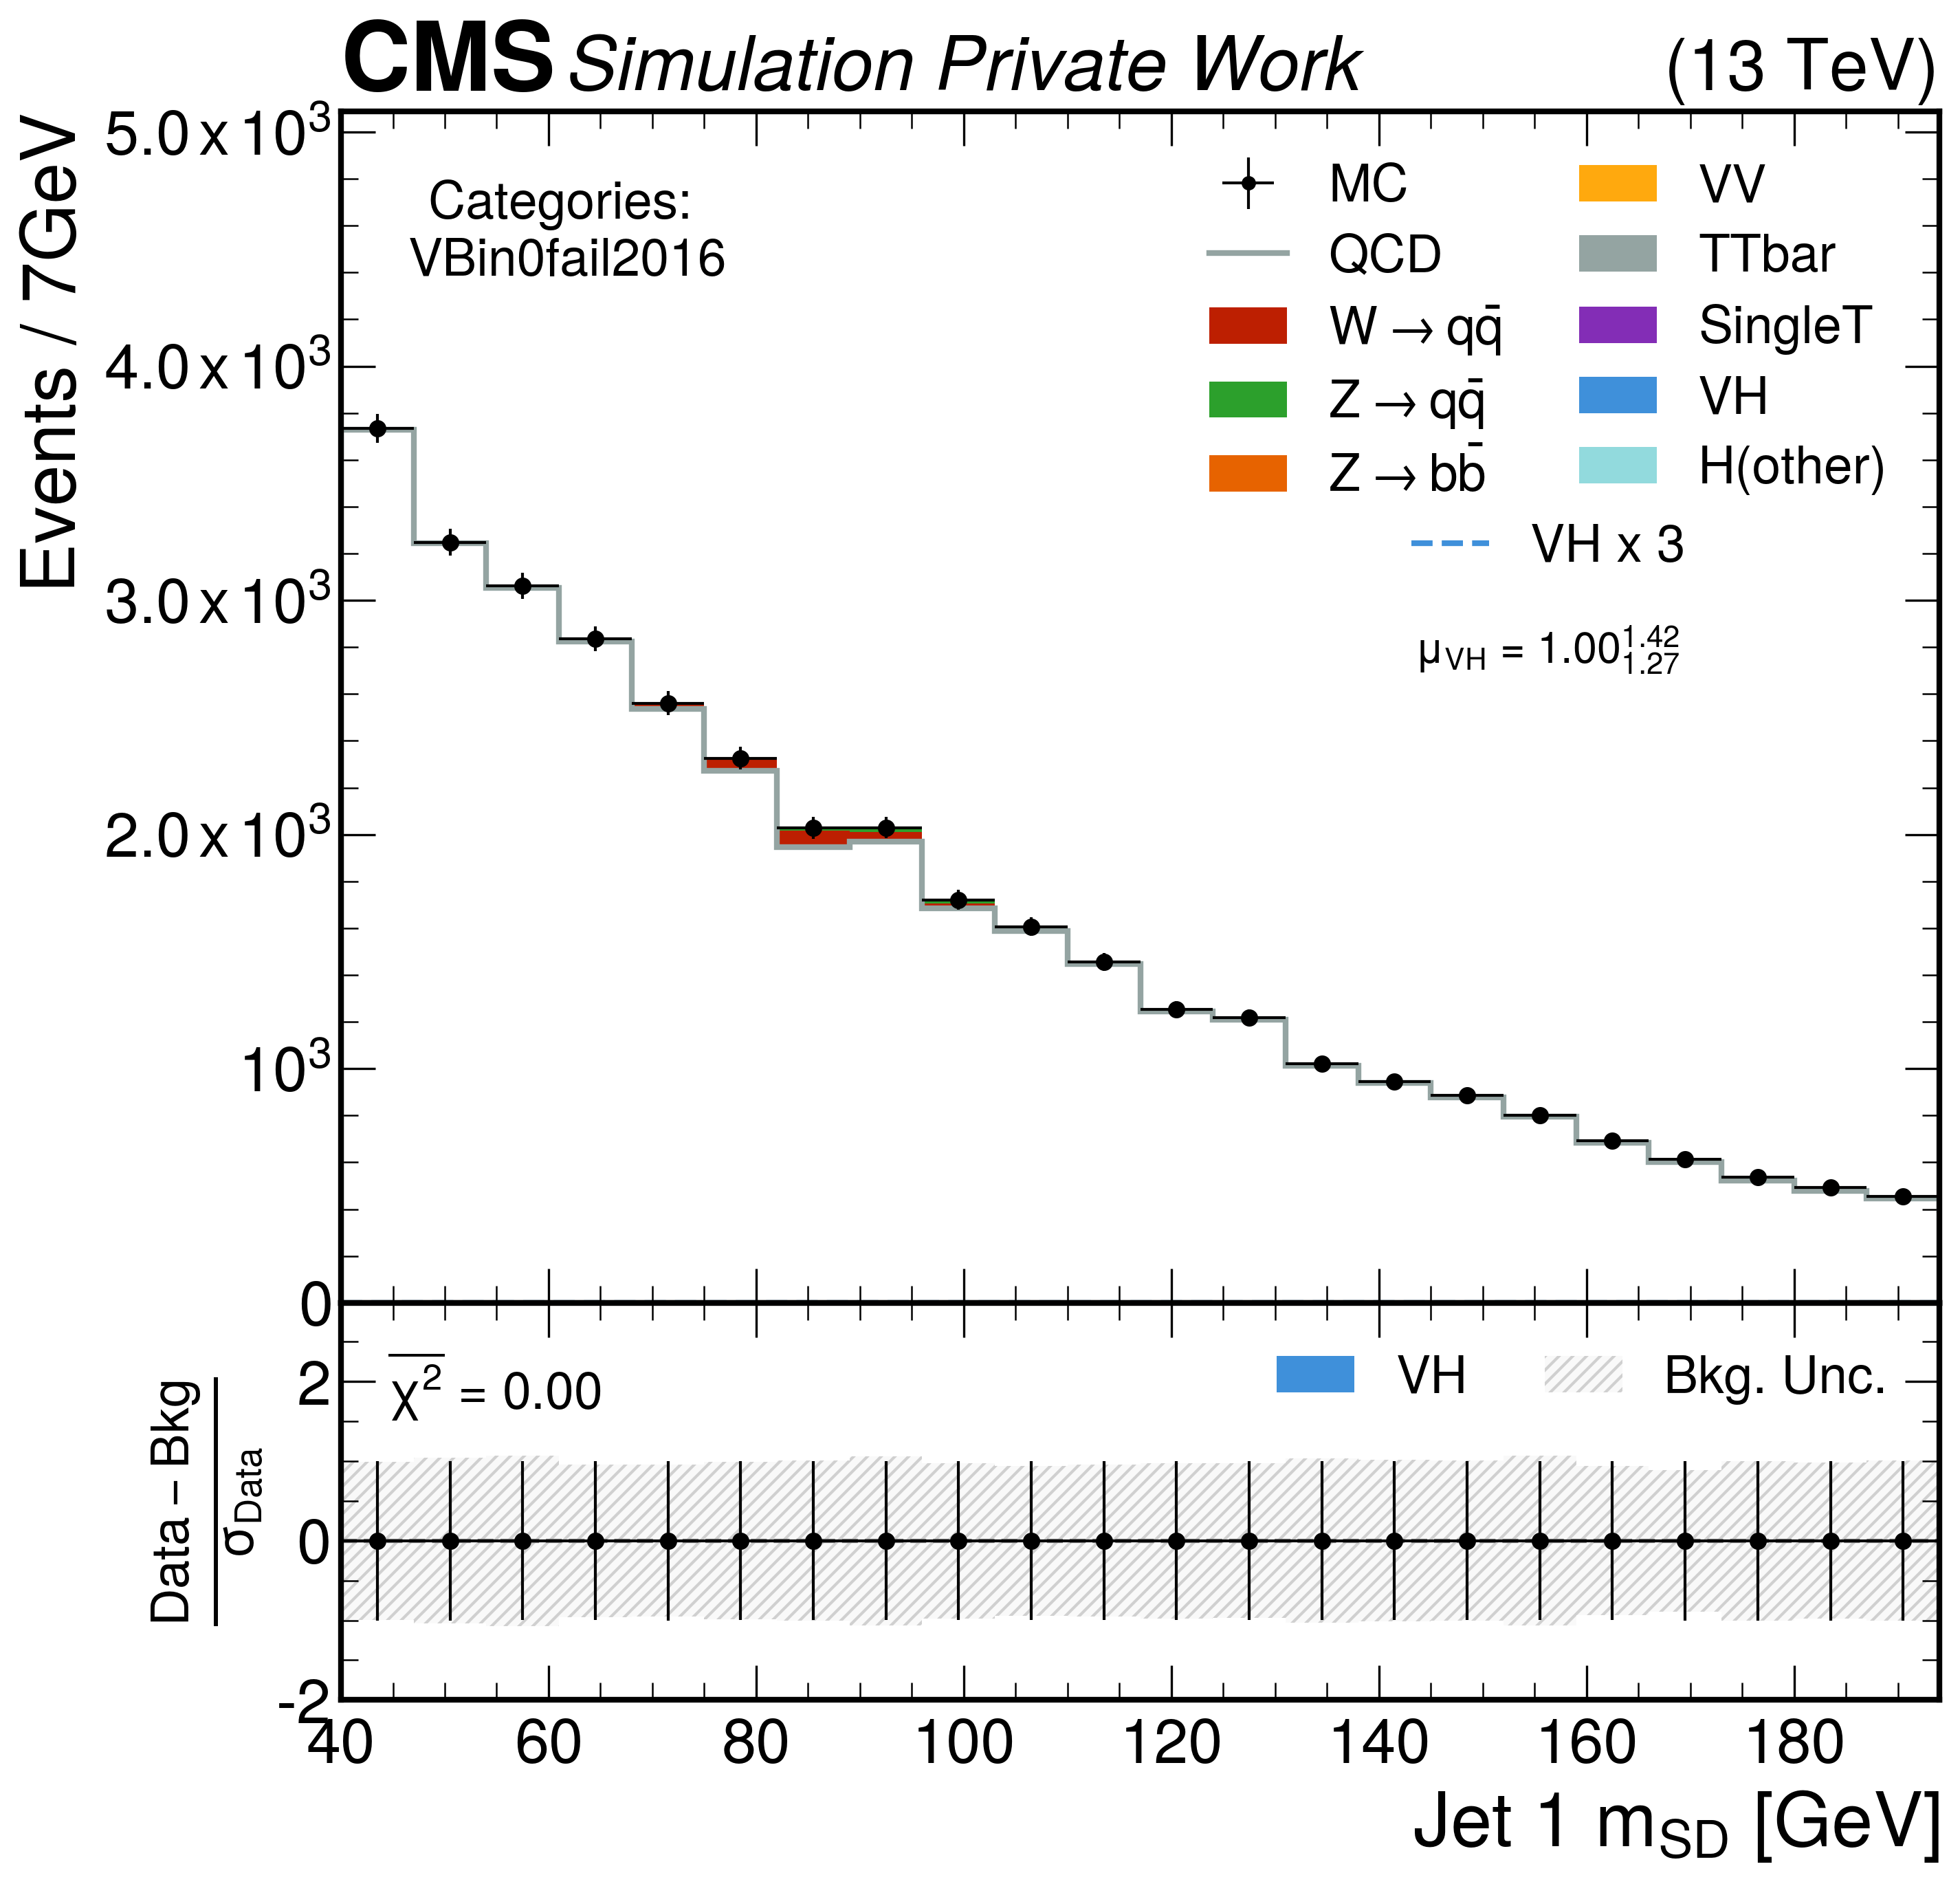 CMS Simulation Private Work (13 TeV)
Events / 7GeV
5.0 x 10³
4.0 x 10³
3.0 x 10³
2.0 x 10³
10³
0
Categories:
VBin0fail2016
MC
QCD
W → qq̄
Z → qq̄
Z → bb̄
VV
TTbar
SingleT
VH
H(other)
VH x 3
μ_VH = 1.00^1.42_1.27
Data – Bkg
σ_Data
2
0
-2
χ² = 0.00
VH
Bkg. Unc.
40 60 80 100 120 140 160 180
Jet 1 m_SD [GeV]